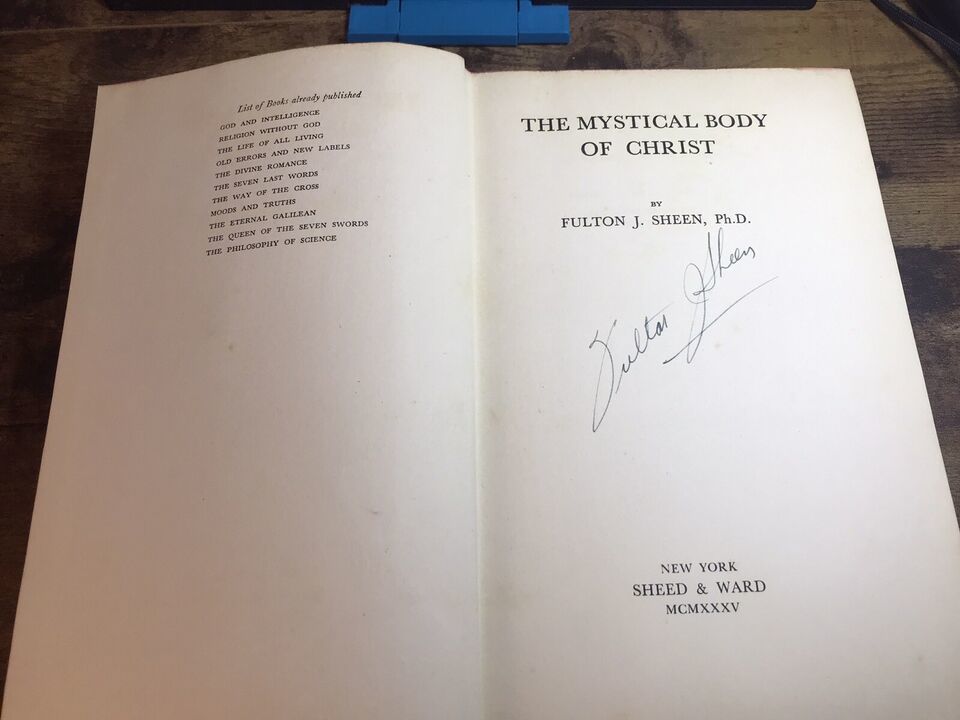 List of Books already published
GOD AND INTELLIGENCE
RELIGION WITHOUT GOD
THE LIFE OF ALL LIVING
OLD ERRORS AND NEW LABELS
THE DIVINE ROMANCE
THE SEVEN LAST WORDS
THE WAY OF THE CROSS
MOODS AND TRUTHS
THE ETERNAL GALILEAN
THE QUEEN OF THE SEVEN SWORDS
THE PHILOSOPHY OF SCIENCE
THE MYSTICAL BODY
OF CHRIST
BY
FULTON J. SHEEN, Ph.D.
Fulton J Sheen
NEW YORK
SHEED & WARD
MCMXXXV